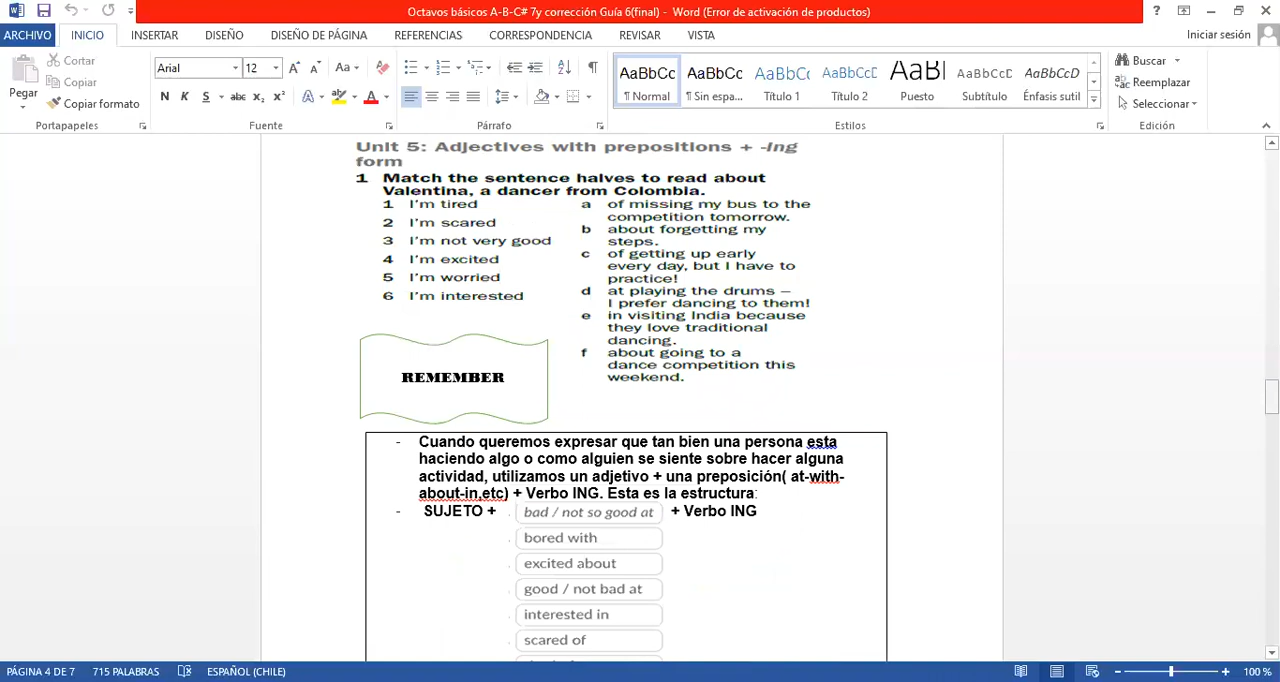 Octavos básicos A-B-C# 7y corrección Guía 6(final) - Word (Error de activación de productos)
ARCHIVO INICIO INSERTAR DISEÑO DISEÑO DE PÁGINA REFERENCIAS CORRESPONDENCIA REVISAR VISTA Iniciar sesión
Pegar
Cortar
Copiar
Copiar formato
Portapapeles
Arial 12
N K S abc x₂ x²
Fuente
Párrafo
AaBbCc AaBbCc AaBbCc AaBbCcD AaBl AaBbCcD AaBbCcD
¶ Normal ¶ Sin espa... Título 1 Título 2 Puesto Subtítulo Énfasis sutil
Estilos
Buscar
Reemplazar
Seleccionar
Edición
Unit 5: Adjectives with prepositions + -ing
form
1 Match the sentence halves to read about
Valentina, a dancer from Colombia.
1 I'm tired
2 I'm scared
3 I'm not very good
4 I'm excited
5 I'm worried
6 I'm interested
a of missing my bus to the
competition tomorrow.
b about forgetting my
steps.
c of getting up early
every day, but I have to
practice!
d at playing the drums –
I prefer dancing to them!
e in visiting India because
they love traditional
dancing.
f about going to a
dance competition this
weekend.
REMEMBER
- Cuando queremos expresar que tan bien una persona esta
haciendo algo o como alguien se siente sobre hacer alguna
actividad, utilizamos un adjetivo + una preposición( at-with-
about-in,etc) + Verbo ING. Esta es la estructura:
- SUJETO + bad / not so good at + Verbo ING
bored with
excited about
good / not bad at
interested in
scared of
PÁGINA 4 DE 7 715 PALABRAS ESPAÑOL (CHILE) 100 %